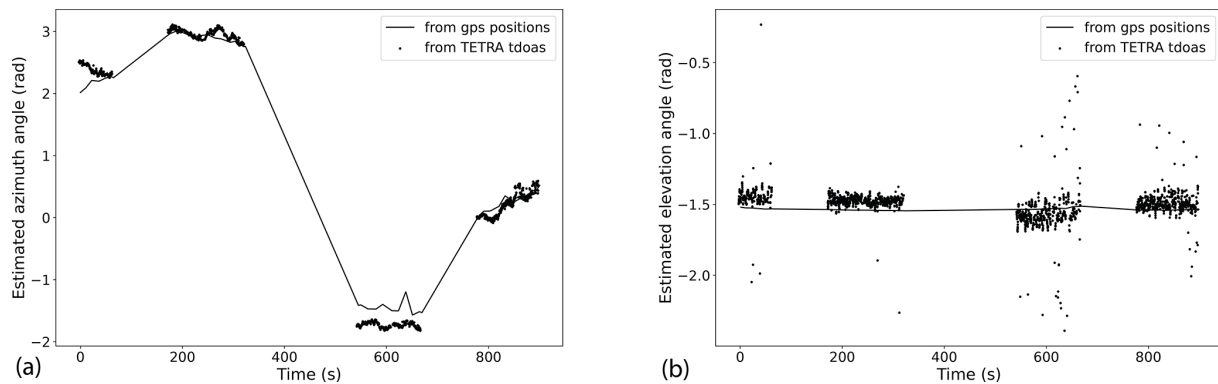 from gps positions
from TETRA tdoas
Estimated azimuth angle (rad)
3
2
1
0
−1
−2
0 200 400 600 800
Time (s)
(a)
from gps positions
from TETRA tdoas
Estimated elevation angle (rad)
−0.5
−1.0
−1.5
−2.0
0 200 400 600 800
Time (s)
(b)